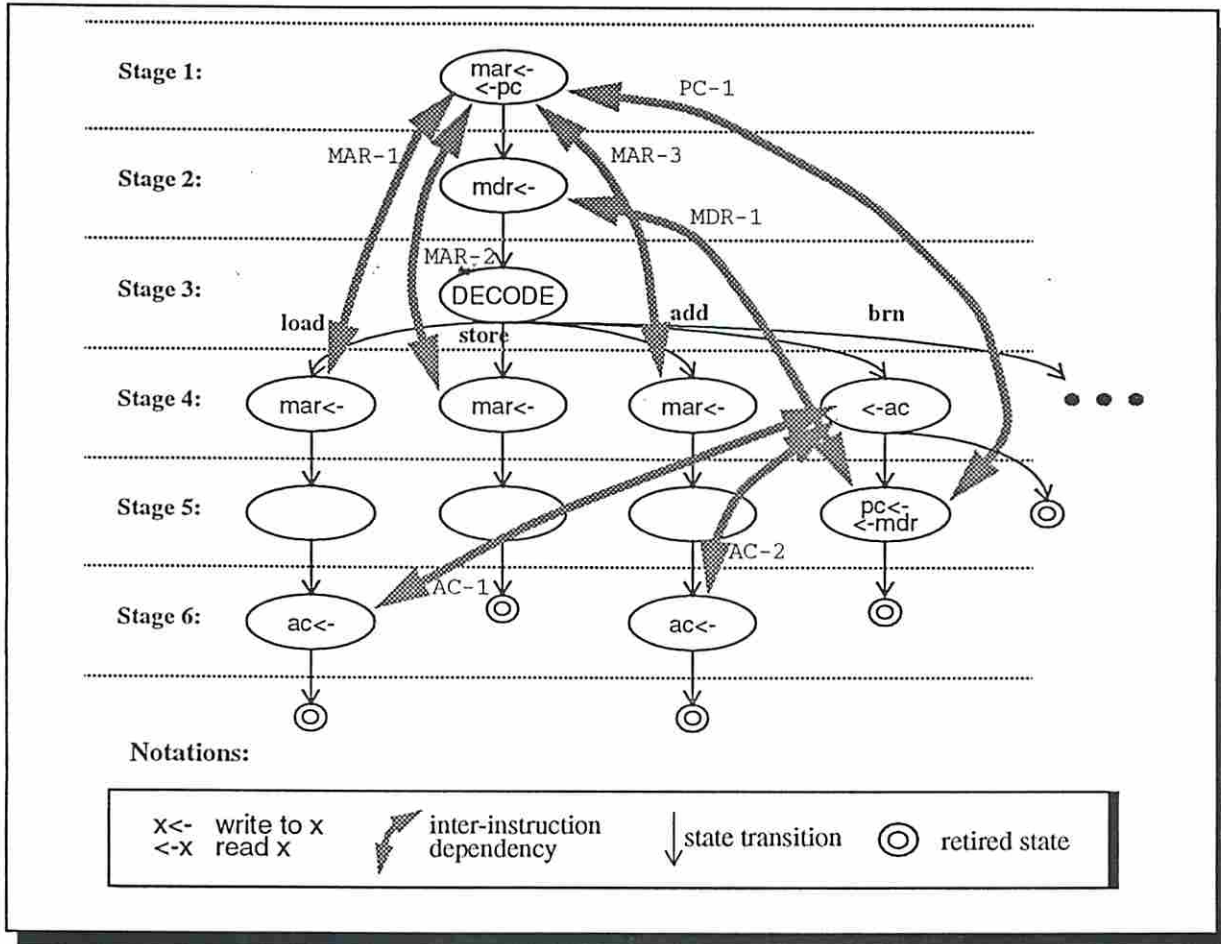 Stage 1:
mar<-
<-pc
PC-1
MAR-1
MAR-3
Stage 2:
mdr<-
MDR-1
MAR-2
Stage 3:
DECODE
load
store
add
brn
Stage 4:
mar<-
mar<-
mar<-
<-ac
Stage 5:
pc<-
<-mdr
AC-2
AC-1
Stage 6:
ac<-
ac<-
Notations:
x<- write to x
<-x read x
inter-instruction
dependency
state transition
retired state